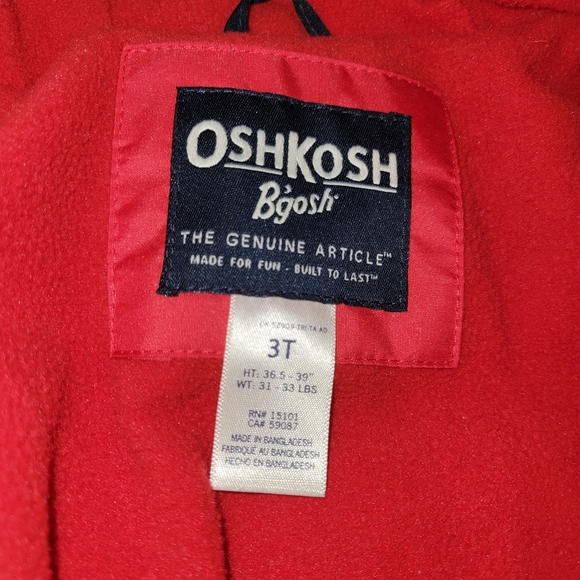 OSHKOSH
B'gosh
THE GENUINE ARTICLE™
MADE FOR FUN - BUILT TO LAST™
3T
HT: 36.5 - 39"
WT: 31 - 33 LBS
RN# 15101
CA# 59087
MADE IN BANGLADESH
FABRIQUÉ AU BANGLADESH
HECHO EN BANGLADESH